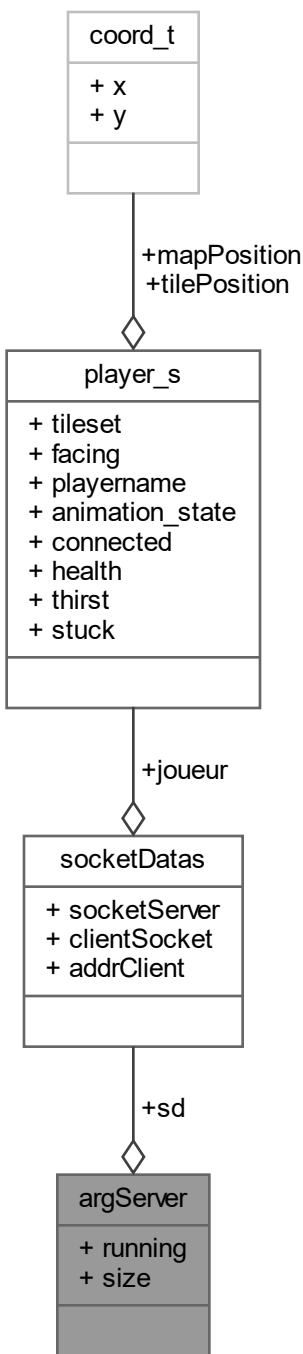 coord_t
+ x
+ y
+mapPosition
+tilePosition
player_s
+ tileset
+ facing
+ playername
+ animation_state
+ connected
+ health
+ thirst
+ stuck
+joueur
socketDatas
+ socketServer
+ clientSocket
+ addrClient
+sd
argServer
+ running
+ size